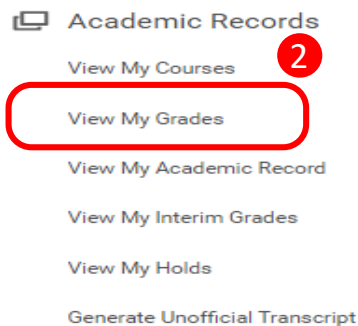 Academic Records
2
View My Courses
View My Grades
View My Academic Record
View My Interim Grades
View My Holds
Generate Unofficial Transcript